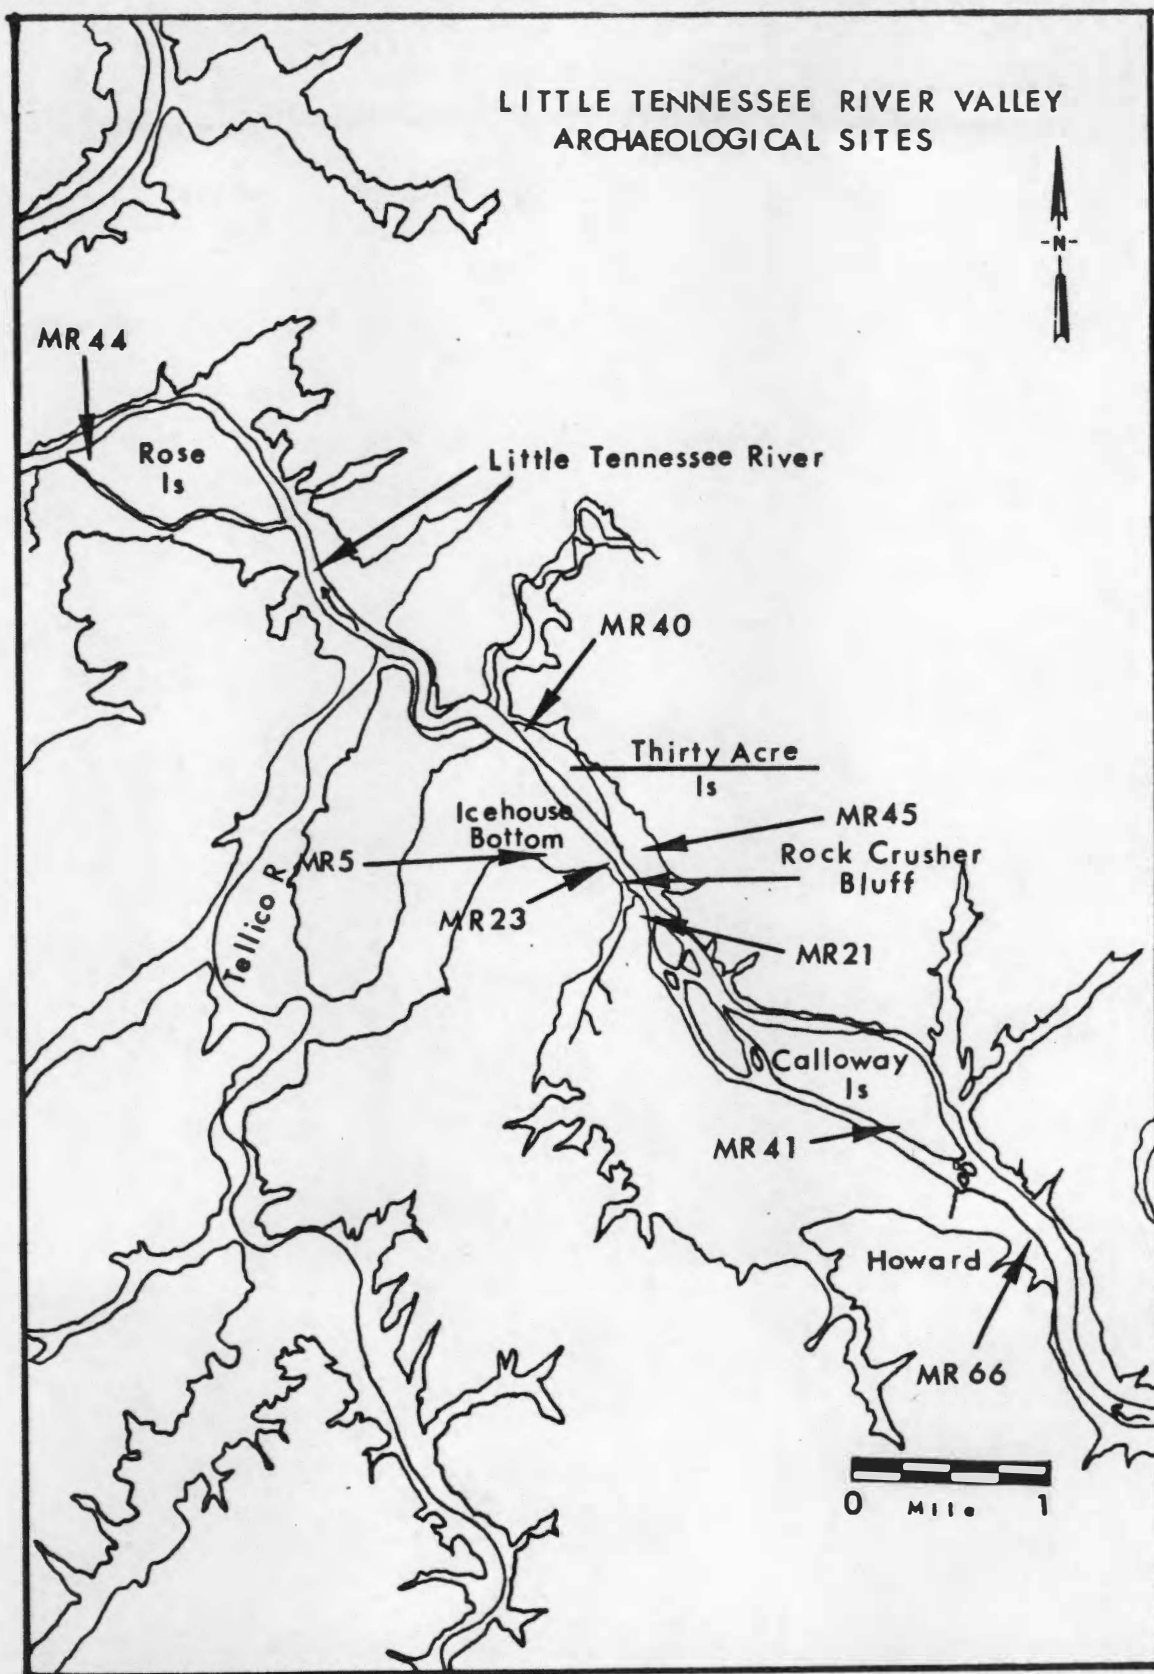 LITTLE TENNESSEE RIVER VALLEY
ARCHAEOLOGICAL SITES
-N-
MR 44
Rose
Is
Little Tennessee River
MR 40
Thirty Acre
Is
Icehouse
Bottom
MR45
MR5
Rock Crusher
Bluff
MR23
Tellico R
MR21
Calloway
Is
MR 41
Howard
MR 66
0 Mile 1